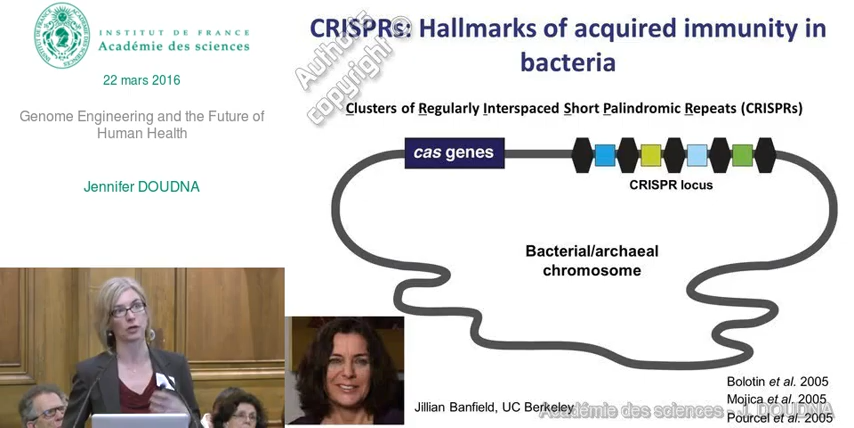 INSTITUT DE FRANCE
Académie des sciences
22 mars 2016
Genome Engineering and the Future of
Human Health
Jennifer DOUDNA
CRISPRs: Hallmarks of acquired immunity in
bacteria
Authors
copyright ©
Clusters of Regularly Interspaced Short Palindromic Repeats (CRISPRs)
cas genes
CRISPR locus
Bacterial/archaeal
chromosome
Jillian Banfield, UC Berkeley
Bolotin et al. 2005
Mojica et al. 2005
Pourcel et al. 2005
Académie des sciences - J. DOUDNA